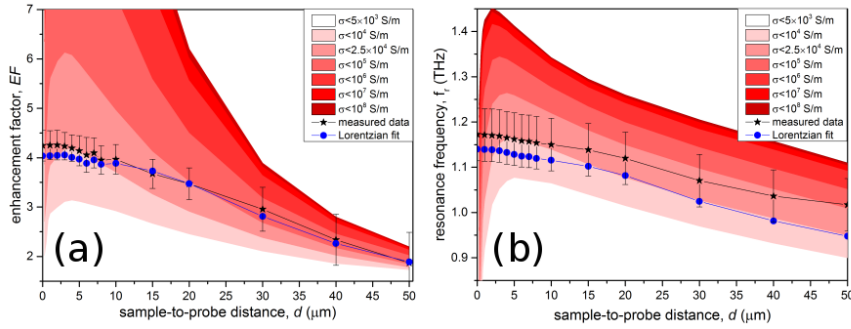 7
6
5
4
3
2
0 5 10 15 20 25 30 35 40 45 50
enhancement factor, EF
sample-to-probe distance, d (μm)
(a)
σ<5×10³ S/m
σ<10⁴ S/m
σ<2.5×10⁴ S/m
σ<10⁵ S/m
σ<10⁶ S/m
σ<10⁷ S/m
σ<10⁸ S/m
measured data
Lorentzian fit
1.4
1.3
1.2
1.1
1.0
0.9
0 5 10 15 20 25 30 35 40 45 50
resonance frequency, fᵣ (THz)
sample-to-probe distance, d (μm)
(b)
σ<5×10³ S/m
σ<10⁴ S/m
σ<2.5×10⁴ S/m
σ<10⁵ S/m
σ<10⁶ S/m
σ<10⁷ S/m
σ<10⁸ S/m
measured data
Lorentzian fit